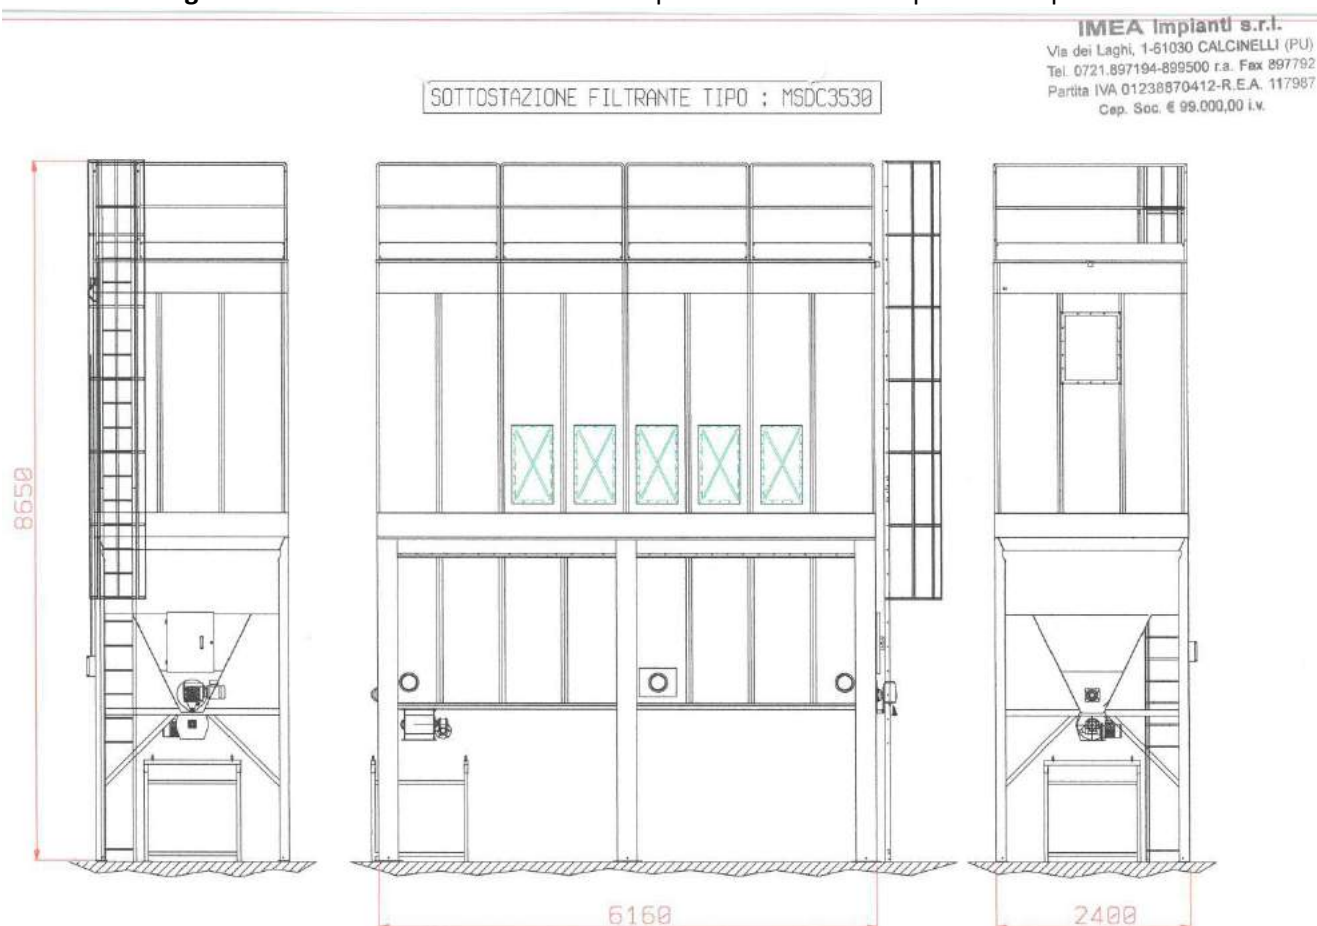 IMEA Impianti s.r.l.
Via dei Laghi, 1-61030 CALCINELLI (PU)
Tel. 0721.897194-899500 r.a. Fax 897792
Partita IVA 01238870412-R.E.A. 117987
Cap. Soc. € 99.000,00 i.v.
SOTTOSTAZIONE FILTRANTE TIPO : MSDC3530
8650
6160
2400